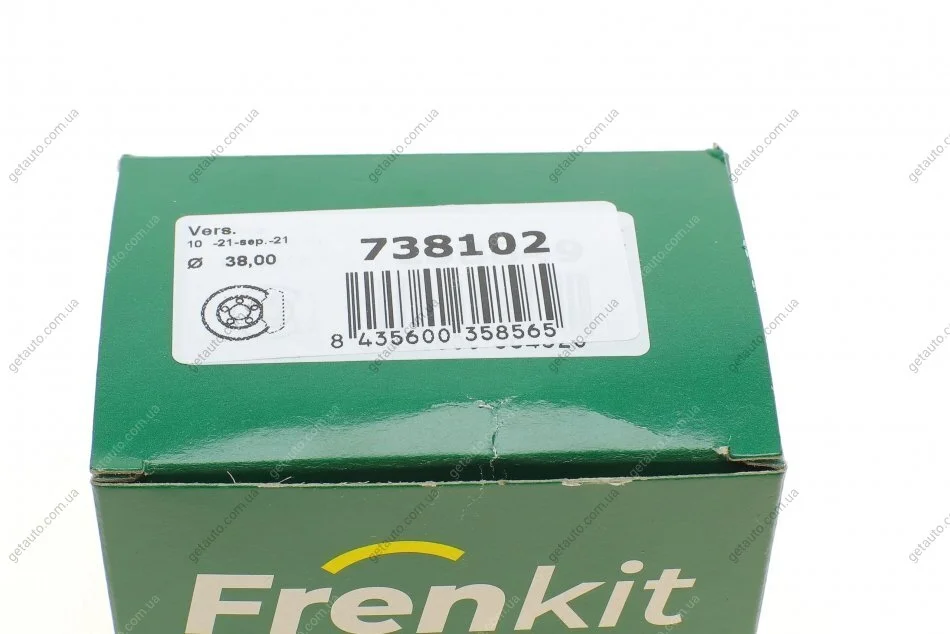 Vers.
10 -21-sep.-21
Ø 38,00
738102
8 435600 358565
Frenkit
getauto.com.ua